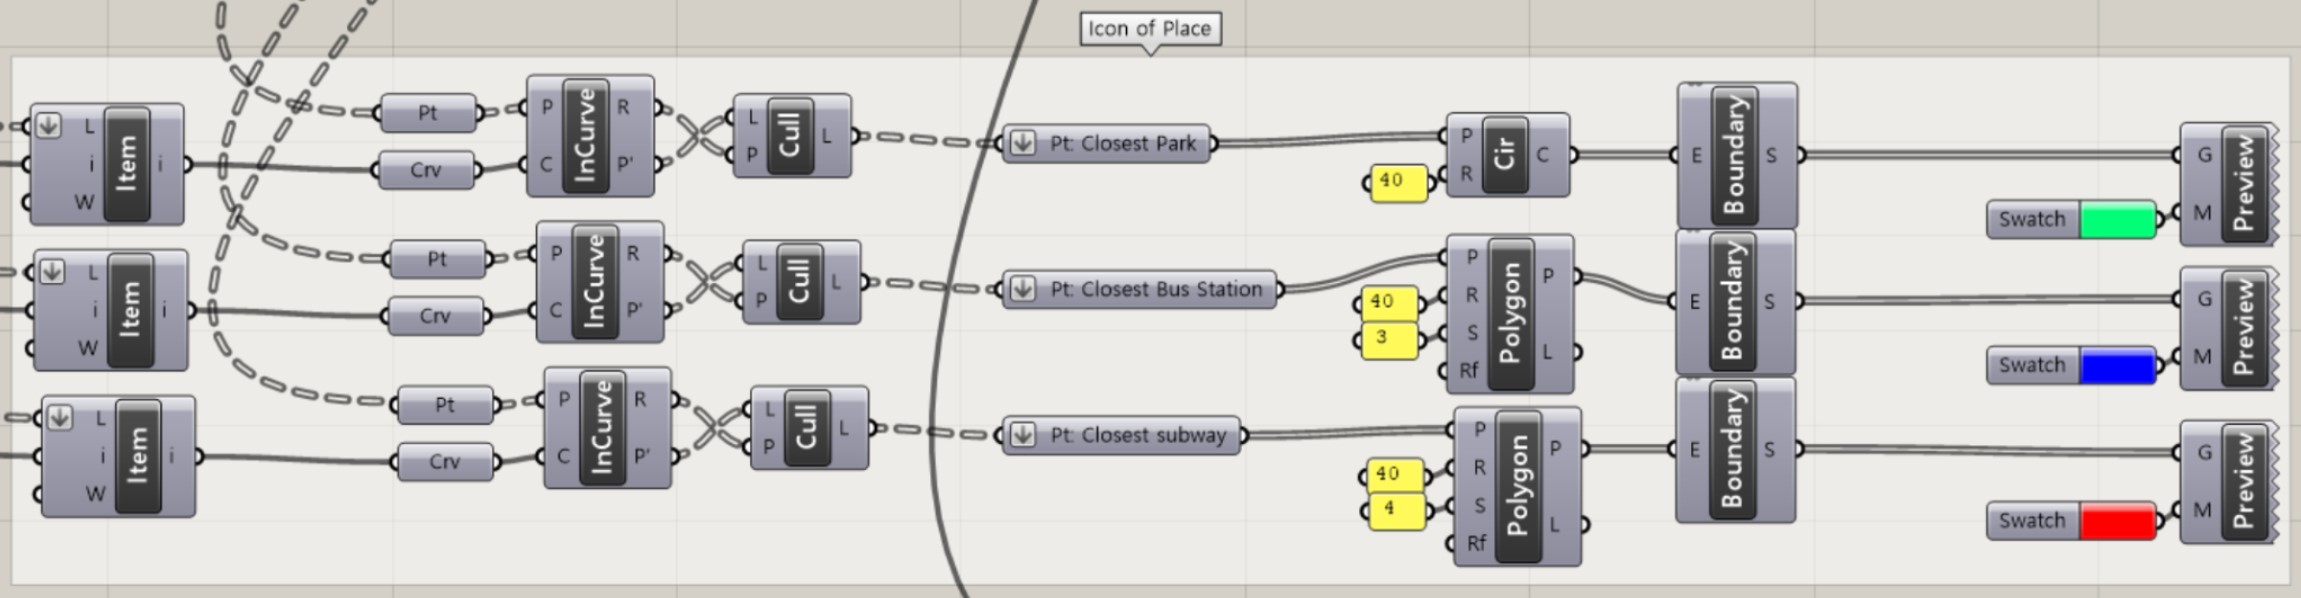 Icon of Place
L
i
W
Item
i
Pt
Crv
P
C
InCurve
R
P'
L
P
Cull
L
Pt: Closest Park
40
P
R
Cir
C
E
Boundary
S
Swatch
G
M
Preview
L
i
W
Item
i
Pt
Crv
P
C
InCurve
R
P'
L
P
Cull
L
Pt: Closest Bus Station
40
3
P
R
S
Rf
Polygon
P
L
E
Boundary
S
Swatch
G
M
Preview
L
i
W
Item
i
Pt
Crv
P
C
InCurve
R
P'
L
P
Cull
L
Pt: Closest subway
40
4
P
R
S
Rf
Polygon
P
L
E
Boundary
S
Swatch
G
M
Preview